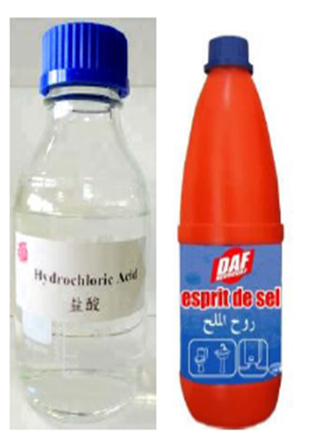 Hydrochloric Acid
盐酸
DAF
esprit de sel
روح الملح